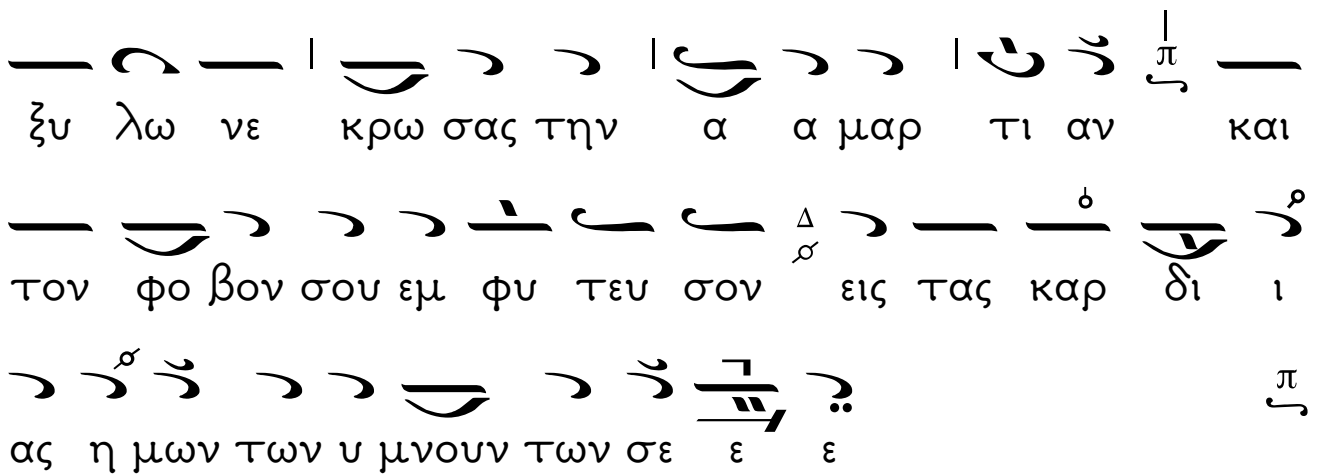 ξυ λω νε κρω σας την α α μαρ τι αν π και
τον φο βον σου εμ φυ τευ σον Δ εις τας καρ δι ι
ας η μων των υ μνουν των σε ε ε π